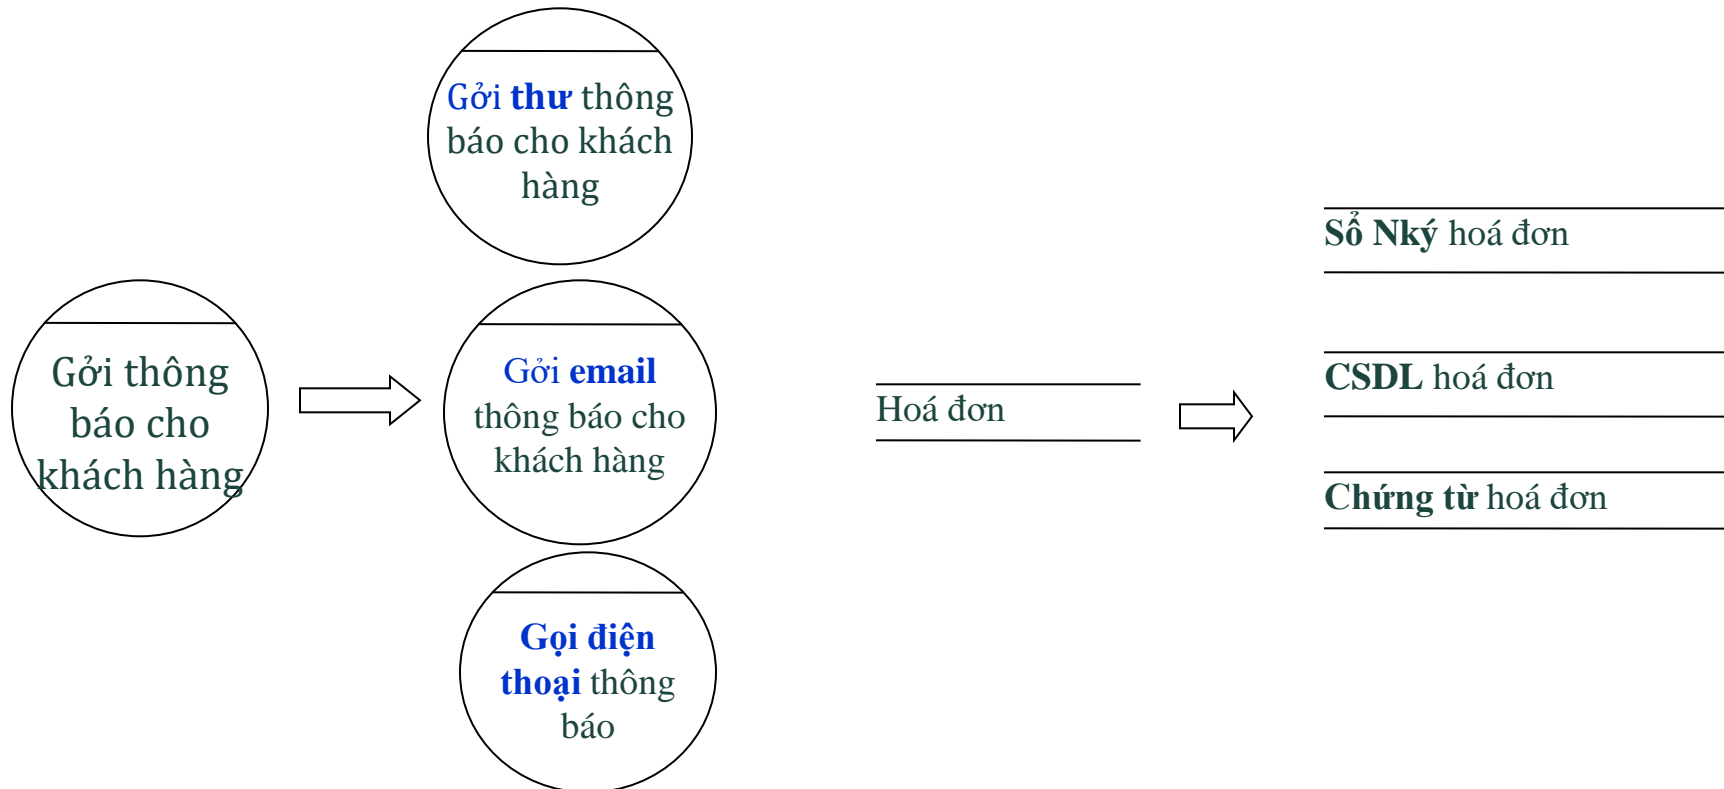 Gởi thư thông
báo cho khách
hàng
Gởi thông
báo cho
khách hàng
Gởi email
thông báo cho
khách hàng
Gọi điện
thoại thông
báo
Hoá đơn
Sổ Nký hoá đơn
CSDL hoá đơn
Chứng từ hoá đơn